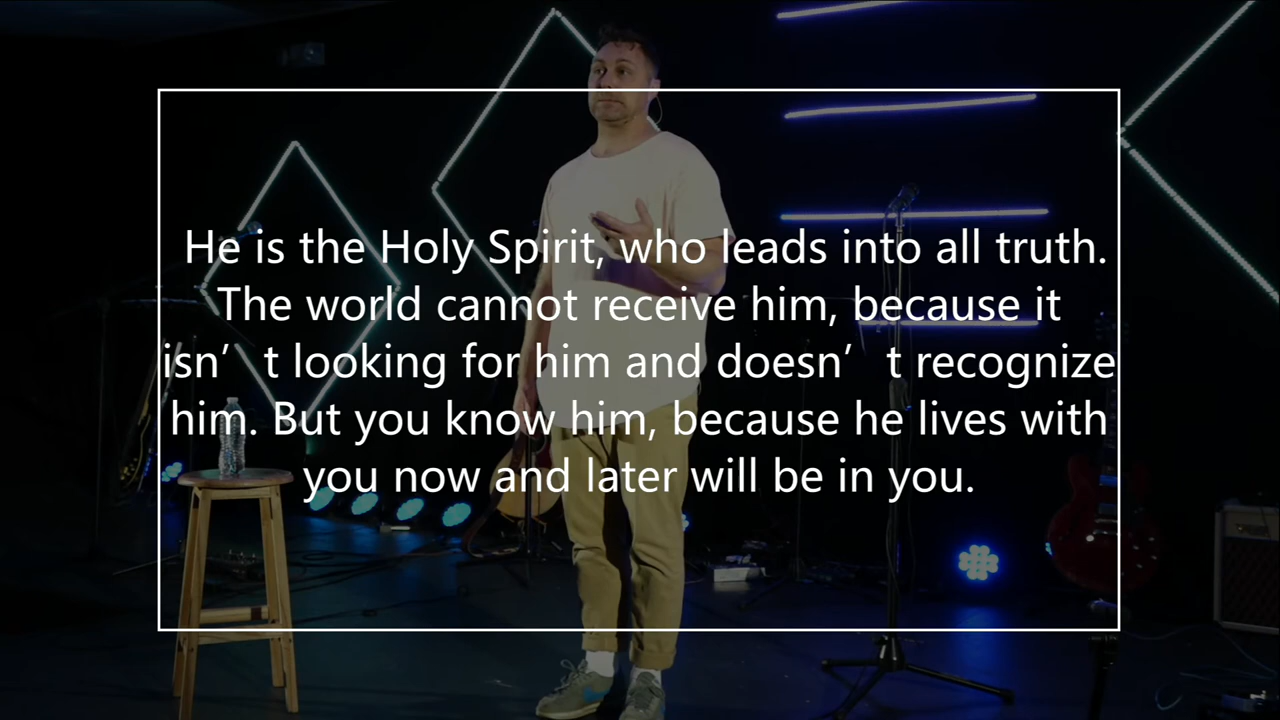 He is the Holy Spirit, who leads into all truth.
The world cannot receive him, because it
isn’ t looking for him and doesn’ t recognize
him. But you know him, because he lives with
you now and later will be in you.